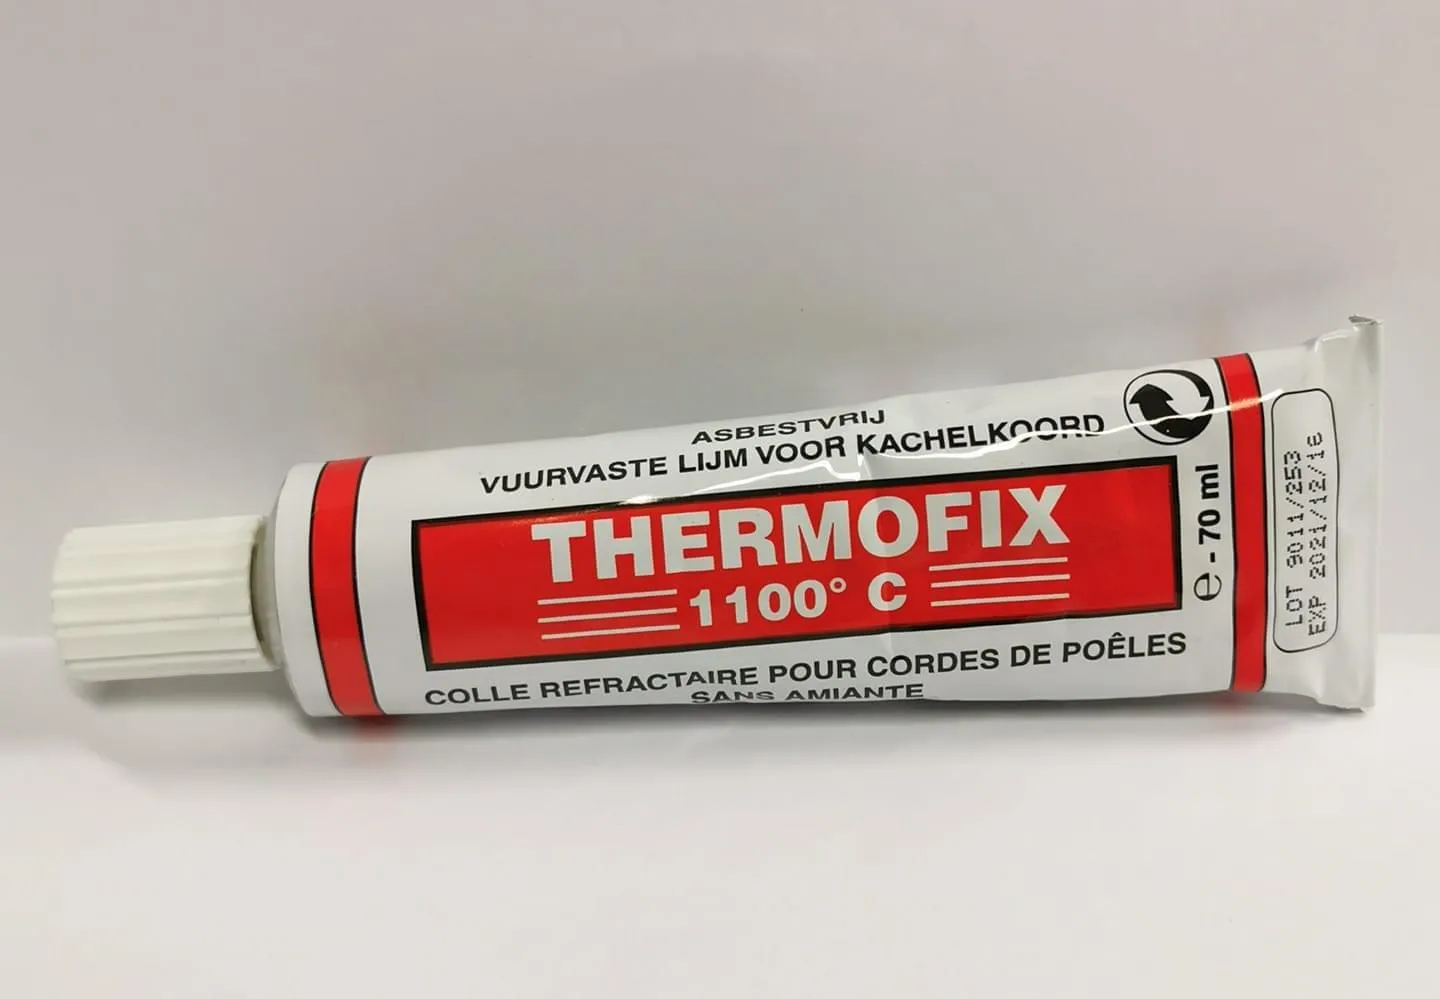 ASBESTVRIJ
VUURVASTE LIJM VOOR KACHELKOORD
THERMOFIX
1100° C
COLLE REFRACTAIRE POUR CORDES DE POÊLES
SANS AMIANTE
℮ - 70 ml
LOT 9011/253
EXP 2021/12/16